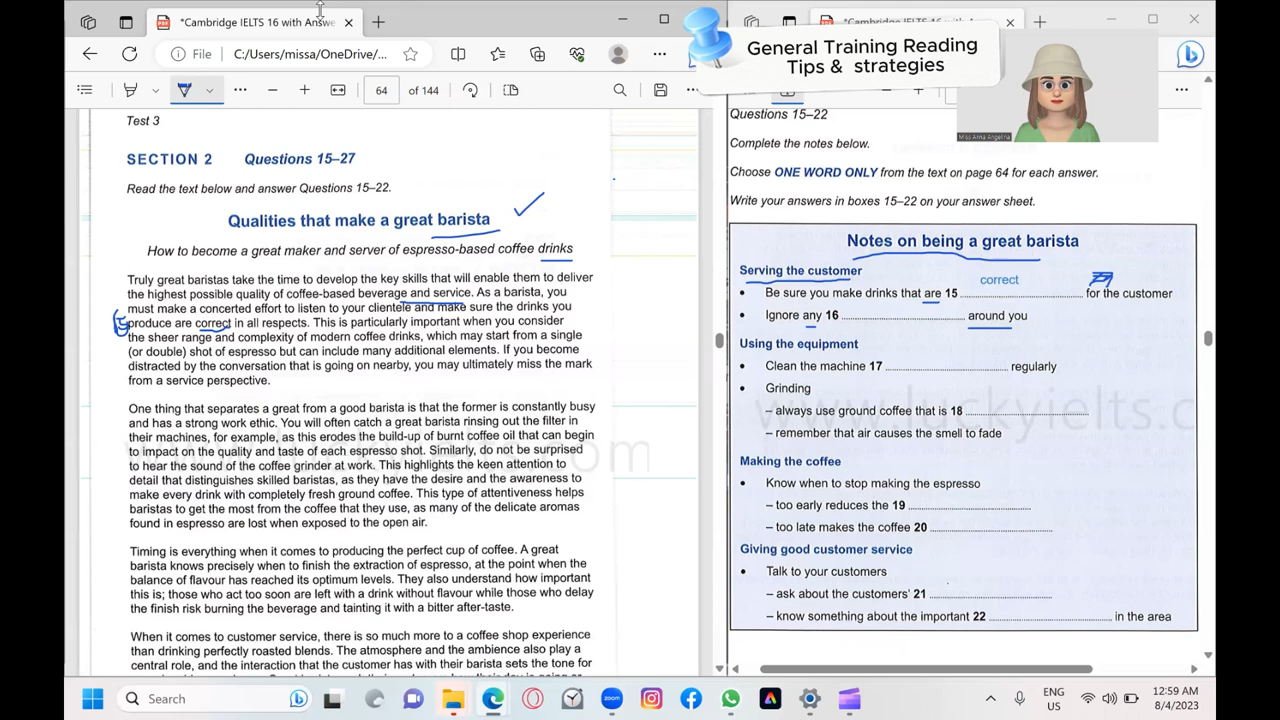 *Cambridge IELTS 16 with Answe
*Cambridge IELTS 16 with Answe
General Training Reading
Tips & strategies
File
C:/Users/missa/OneDrive/...
64 of 144
Miss Anna Angelina
Test 3
SECTION 2 Questions 15–27
Read the text below and answer Questions 15–22.
Qualities that make a great barista
How to become a great maker and server of espresso-based coffee drinks
Truly great baristas take the time to develop the key skills that will enable them to deliver
the highest possible quality of coffee-based beverage and service. As a barista, you
must make a concerted effort to listen to your clientele and make sure the drinks you
produce are correct in all respects. This is particularly important when you consider
the sheer range and complexity of modern coffee drinks, which may start from a single
(or double) shot of espresso but can include many additional elements. If you become
distracted by the conversation that is going on nearby, you may ultimately miss the mark
from a service perspective.
One thing that separates a great from a good barista is that the former is constantly busy
and has a strong work ethic. You will often catch a great barista rinsing out the filter in
their machines, for example, as this erodes the build-up of burnt coffee oil that can begin
to impact on the quality and taste of each espresso shot. Similarly, do not be surprised
to hear the sound of the coffee grinder at work. This highlights the keen attention to
detail that distinguishes skilled baristas, as they have the desire and the awareness to
make every drink with completely fresh ground coffee. This type of attentiveness helps
baristas to get the most from the coffee that they use, as many of the delicate aromas
found in espresso are lost when exposed to the open air.
Timing is everything when it comes to producing the perfect cup of coffee. A great
barista knows precisely when to finish the extraction of espresso, at the point when the
balance of flavour has reached its optimum levels. They also understand how important
this is; those who act too soon are left with a drink without flavour while those who delay
the finish risk burning the beverage and tainting it with a bitter after-taste.
When it comes to customer service, there is so much more to a coffee shop experience
than drinking perfectly roasted blends. The atmosphere and the ambience also play a
central role, and the interaction that the customer has with their barista sets the tone for
Questions 15–22
Complete the notes below.
Choose ONE WORD ONLY from the text on page 64 for each answer.
Write your answers in boxes 15–22 on your answer sheet.
Notes on being a great barista
Serving the customer
correct
• Be sure you make drinks that are 15 .................... for the customer
• Ignore any 16 .................... around you
Using the equipment
• Clean the machine 17 .................... regularly
• Grinding
– always use ground coffee that is 18 ....................
– remember that air causes the smell to fade
Making the coffee
• Know when to stop making the espresso
– too early reduces the 19 ....................
– too late makes the coffee 20 ....................
Giving good customer service
• Talk to your customers
– ask about the customers' 21 ....................
– know something about the important 22 .................... in the area
www.luckyielts.c
Search
zoom
ENG
US
12:59 AM
8/4/2023